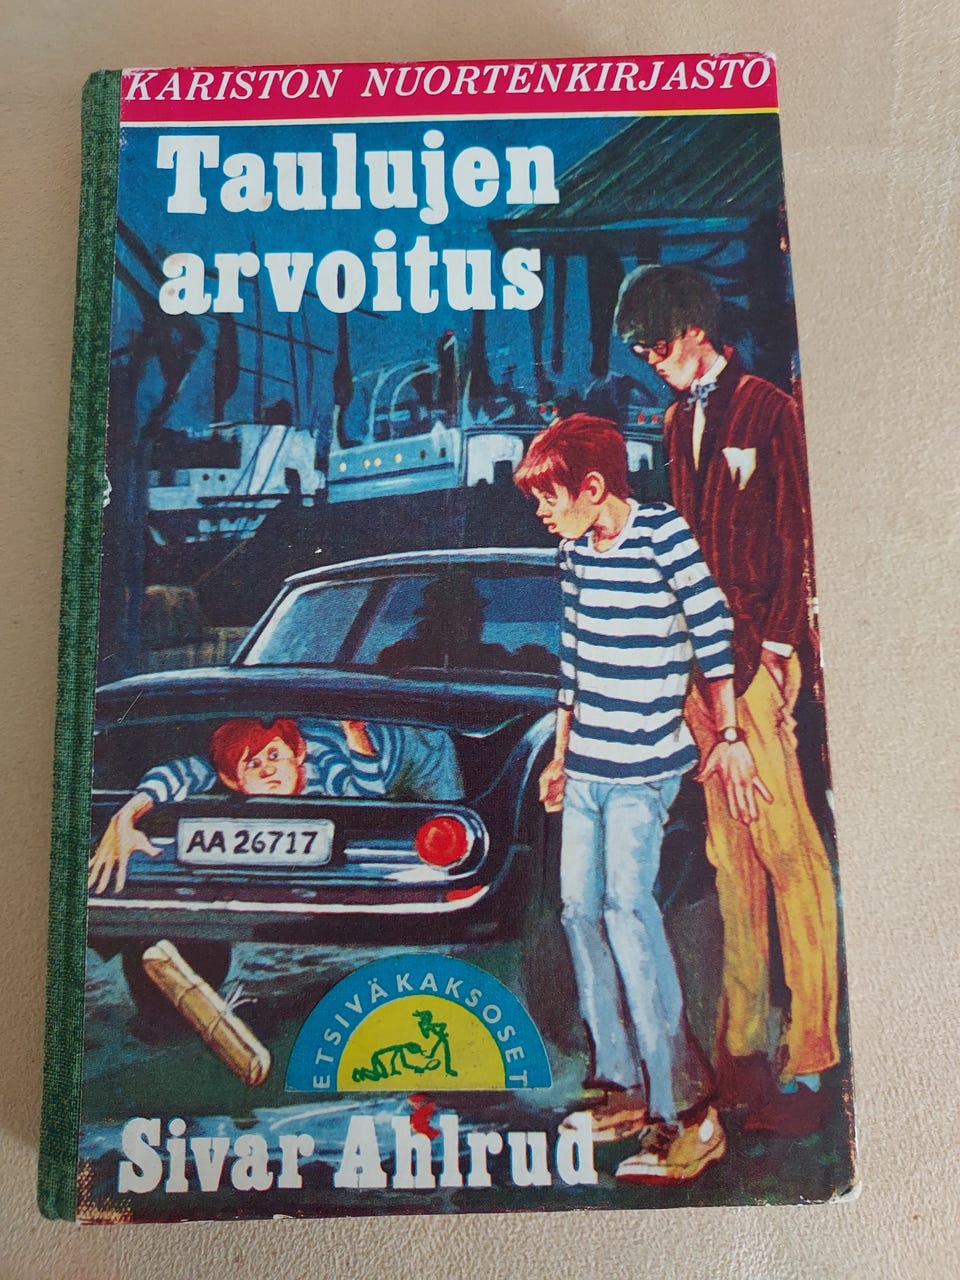 KARISTON NUORTENKIRJASTO
Taulujen
arvoitus
AA 26717
ETSIVÄKAKSOSET
Sivar Ahlrud